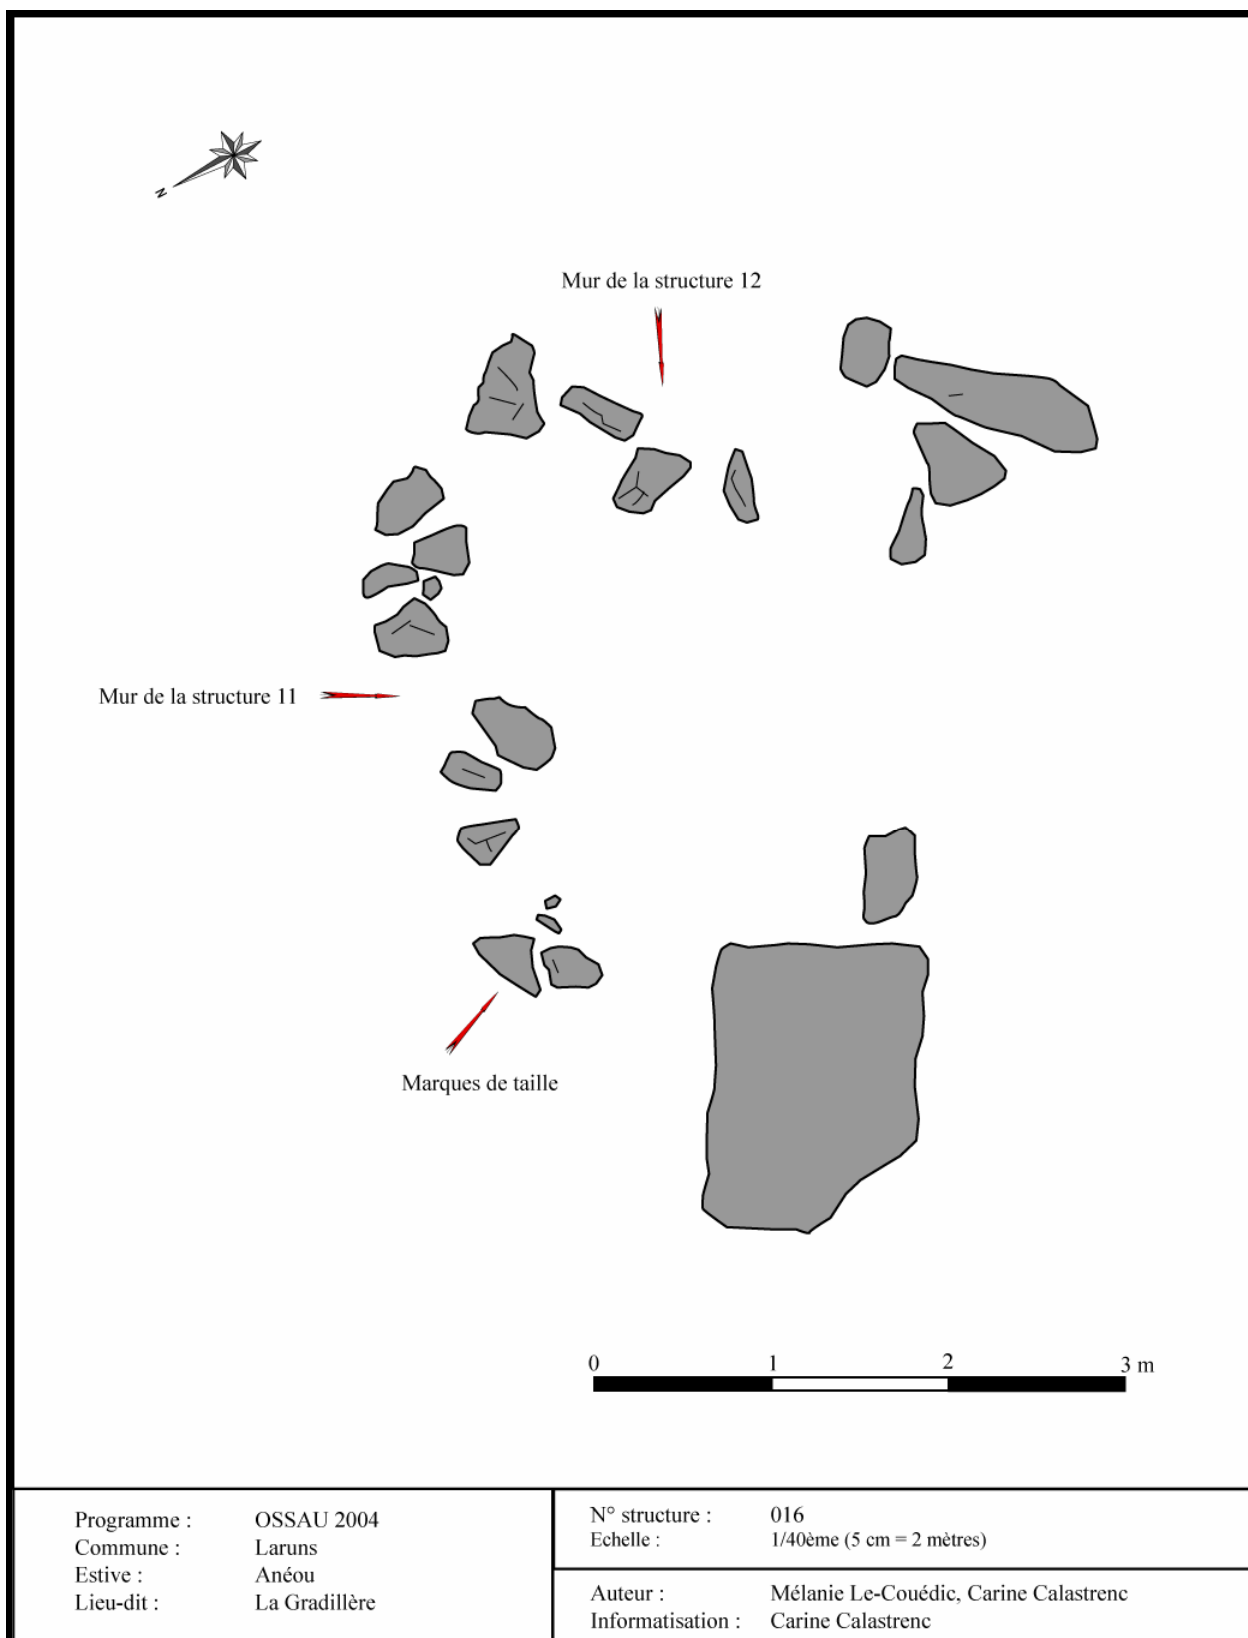 N
Mur de la structure 12
Mur de la structure 11
Marques de taille
0 1 2 3 m
Programme : OSSAU 2004
Commune : Laruns
Estive : Anéou
Lieu-dit : La Gradillère
N° structure : 016
Echelle : 1/40ème (5 cm = 2 mètres)
Auteur : Mélanie Le-Couédic, Carine Calastrenc
Informatisation : Carine Calastrenc